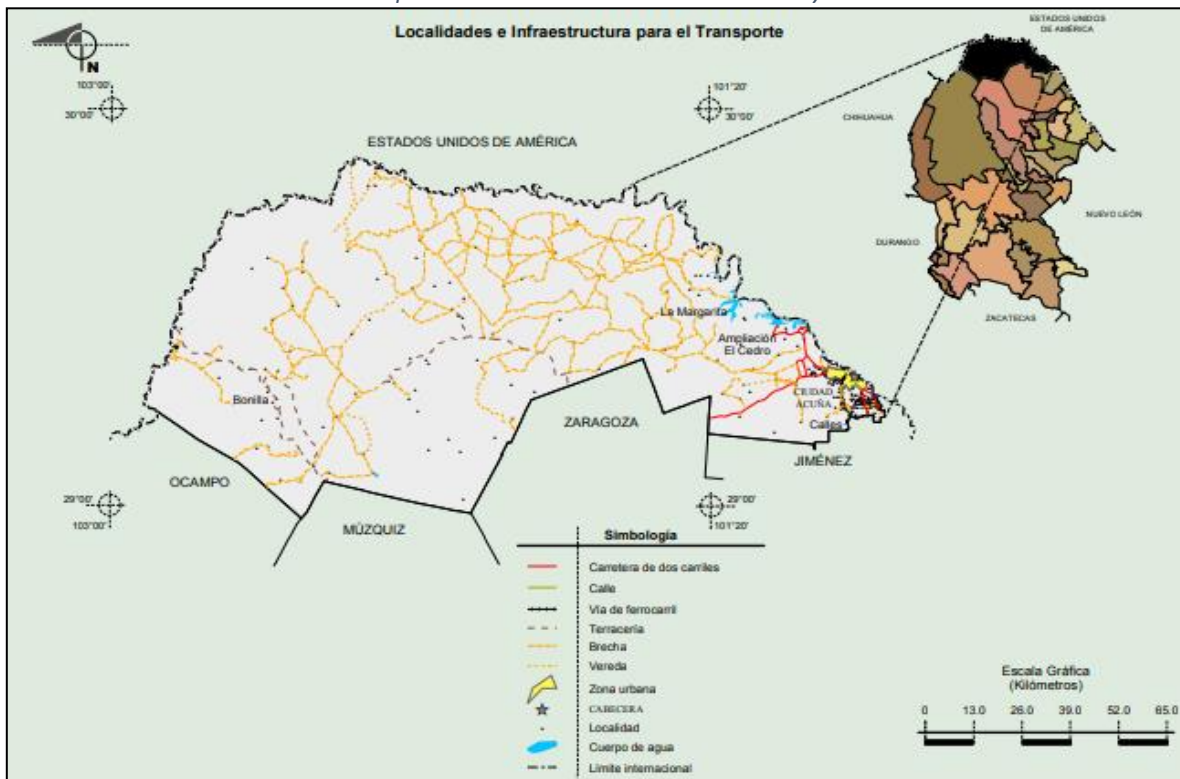 Localidades e Infraestructura para el Transporte
N
103°00'
30°00'
101°20'
30°00'
ESTADOS UNIDOS
DE AMÉRICA
CHIHUAHUA
NUEVO LEÓN
DURANGO
ZACATECAS
ESTADOS UNIDOS DE AMÉRICA
La Margarita
Ampliación
El Cedro
CIUDAD
ACUÑA
Calles
Bonilla
ZARAGOZA
JIMÉNEZ
OCAMPO
MÚZQUIZ
29°00'
103°00'
29°00'
101°20'
Simbología
Carretera de dos carriles
Calle
Vía de ferrocarril
Terracería
Brecha
Vereda
Zona urbana
CABECERA
Localidad
Cuerpo de agua
Límite internacional
Escala Gráfica
(Kilómetros)
0 13.0 26.0 39.0 52.0 65.0